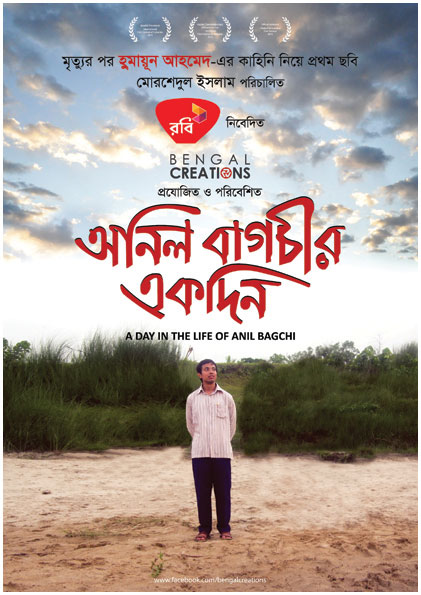 মৃত্যুর পর হুমায়ূন আহমেদ-এর কাহিনি নিয়ে প্রথম ছবি
মোরশেদুল ইসলাম পরিচালিত
রবি নিবেদিত
BENGAL
CREATIONS
প্রযোজিত ও পরিবেশিত
অনিল বাগচীর
একদিন
A DAY IN THE LIFE OF ANIL BAGCHI
www.facebook.com/bengalcreations